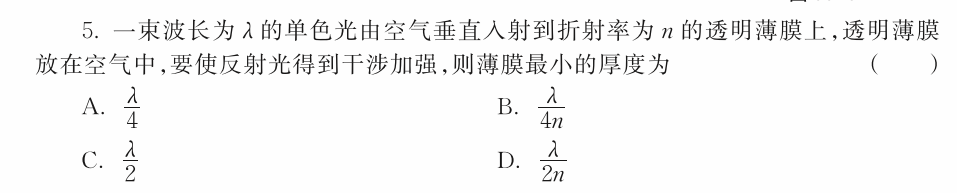 5. 一束波长为 λ 的单色光由空气垂直入射到折射率为 n 的透明薄膜上,透明薄膜
放在空气中,要使反射光得到干涉加强,则薄膜最小的厚度为 (    )
A. λ/4 B. λ/4n
C. λ/2 D. λ/2n